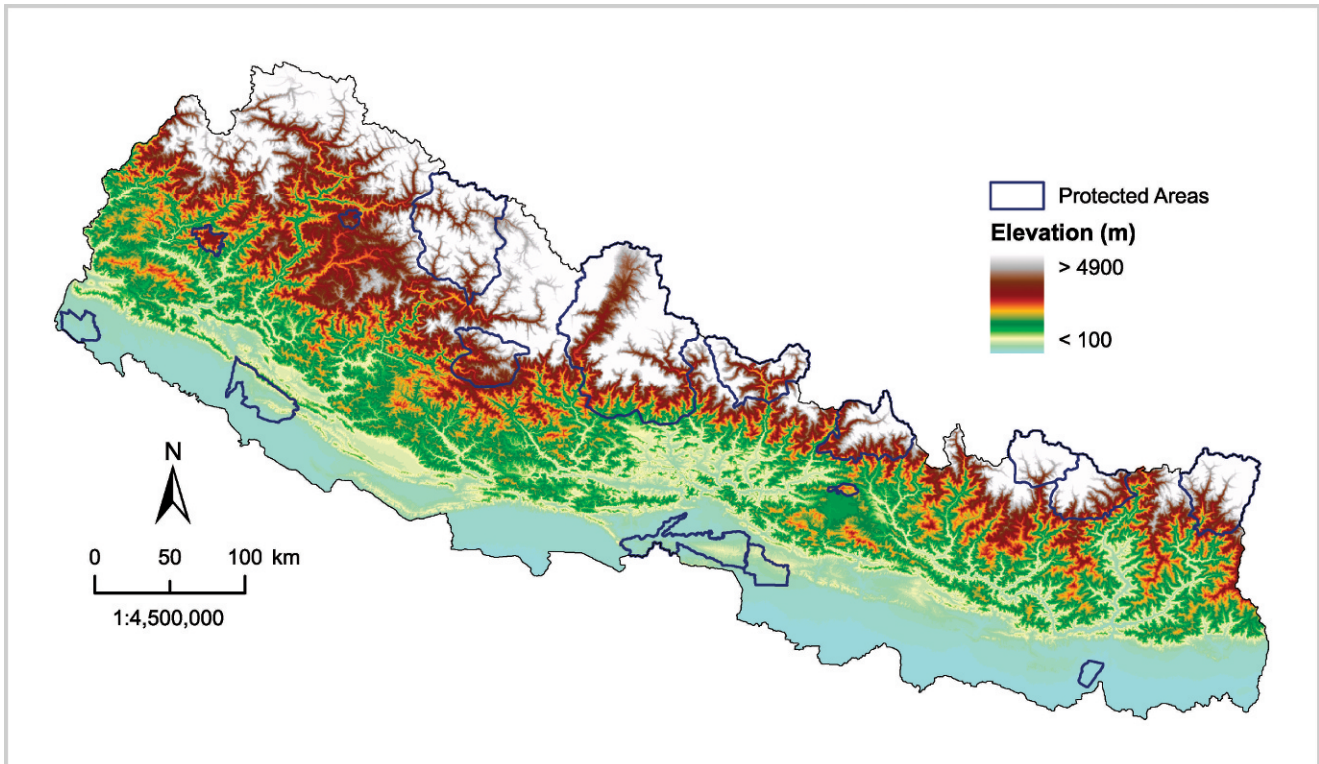 Protected Areas
Elevation (m)
> 4900
< 100
N
0 50 100 km
1:4,500,000